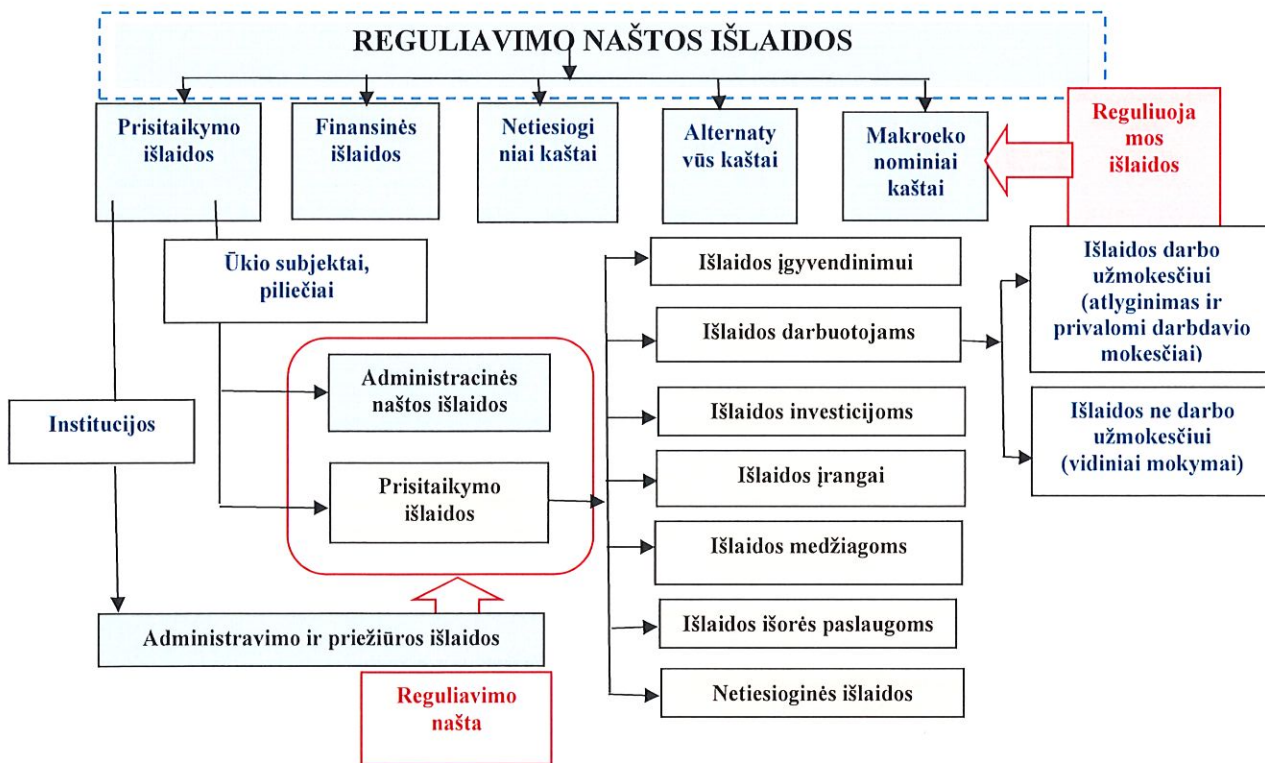 REGULIAVIMO NAŠTOS IŠLAIDOS
Prisitaikymo
išlaidos
Finansinės
išlaidos
Netiesiogi
niai kaštai
Alternaty
vūs kaštai
Makroeko
nominiai
kaštai
Reguliuoja
mos
išlaidos
Ūkio subjektai,
piliečiai
Institucijos
Administracinės
naštos išlaidos
Prisitaikymo
išlaidos
Administravimo ir priežiūros išlaidos
Reguliavimo
našta
Išlaidos įgyvendinimui
Išlaidos darbuotojams
Išlaidos investicijoms
Išlaidos įrangai
Išlaidos medžiagoms
Išlaidos išorės paslaugoms
Netiesioginės išlaidos
Išlaidos darbo
užmokesčiui
(atlyginimas ir
privalomi darbdavio
mokesčiai)
Išlaidos ne darbo
užmokesčiui
(vidiniai mokymai)